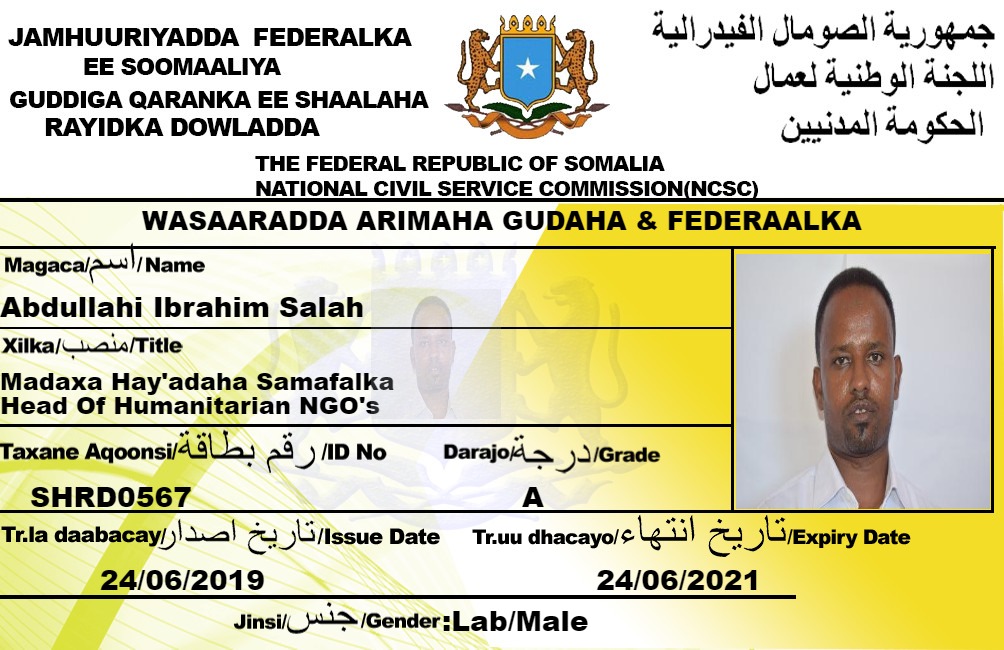 JAMHUURIYADDA FEDERALKA
EE SOOMAALIYA
GUDDIGA QARANKA EE SHAALAHA
RAYIDKA DOWLADDA
جمهورية الصومال الفيدرالية
اللجنة الوطنية لعمال
الحكومة المدنيين
THE FEDERAL REPUBLIC OF SOMALIA
NATIONAL CIVIL SERVICE COMMISSION(NCSC)
WASAARADDA ARIMAHA GUDAHA & FEDERAALKA
Magaca/اسم/Name
Abdullahi Ibrahim Salah
Xilka/منصب/Title
Madaxa Hay'adaha Samafalka
Head Of Humanitarian NGO's
Taxane Aqoonsi/رقم بطاقة/ID No
Darajo/درجة/Grade
SHRD0567
A
Tr.la daabacay/تاريخ اصدار/Issue Date
Tr.uu dhacayo/تاريخ انتهاء/Expiry Date
24/06/2019
24/06/2021
Jinsi/جنس/Gender:Lab/Male